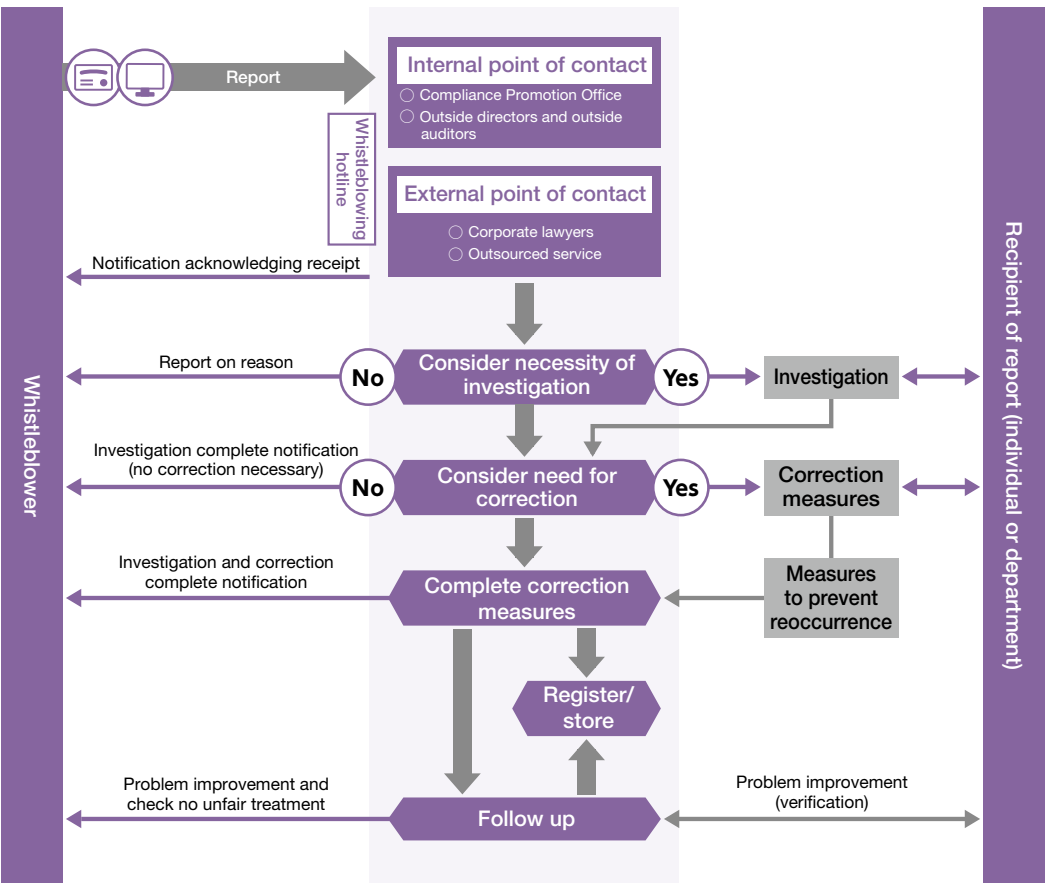 Report
Internal point of contact
○ Compliance Promotion Office
○ Outside directors and outside
auditors
Whistleblowing
hotline
External point of contact
○ Corporate lawyers
○ Outsourced service
Notification acknowledging receipt
Whistleblower
Recipient of report (individual or department)
Report on reason
No
Consider necessity of
investigation
Yes
Investigation
Investigation complete notification
(no correction necessary)
No
Consider need for
correction
Yes
Correction
measures
Investigation and correction
complete notification
Complete correction
measures
Measures
to prevent
reoccurrence
Register/
store
Problem improvement and
check no unfair treatment
Follow up
Problem improvement
(verification)